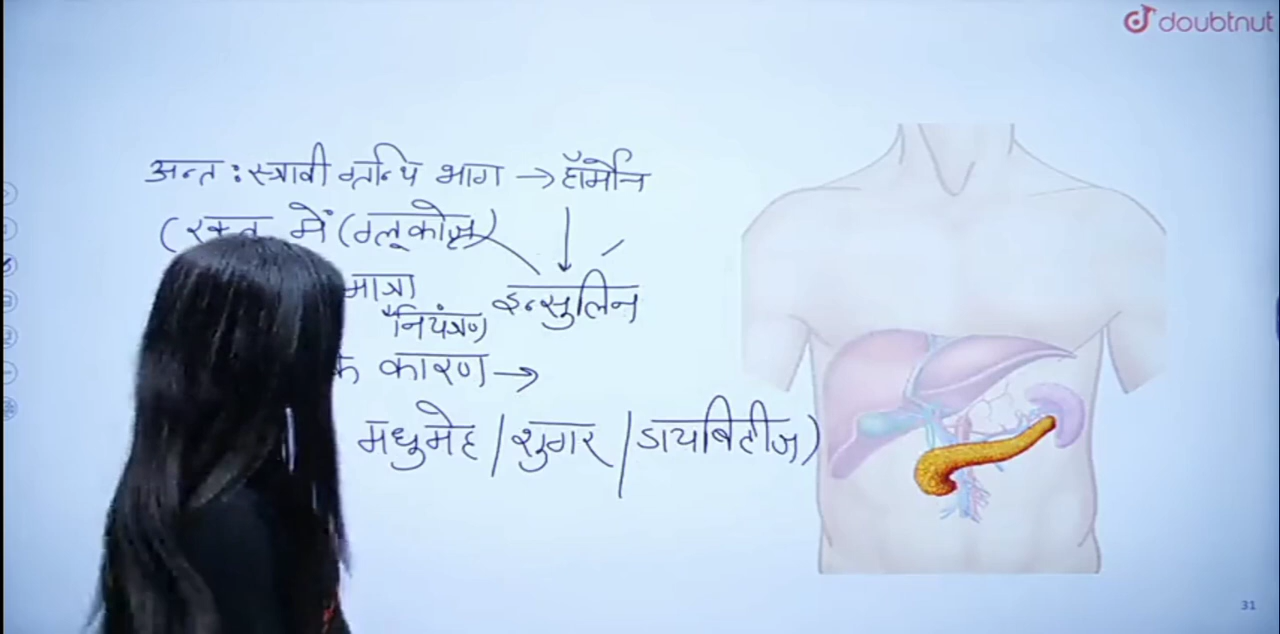 doubtnut
अन्त: स्त्रावी ग्रन्थि भाग → हॉर्मोन
(रक्त में (ग्लूकोज़)
मात्रा इन्सुलिन
नियंत्रण)
के कारण →
मधुमेह / शुगर / डायबिटीज)
31